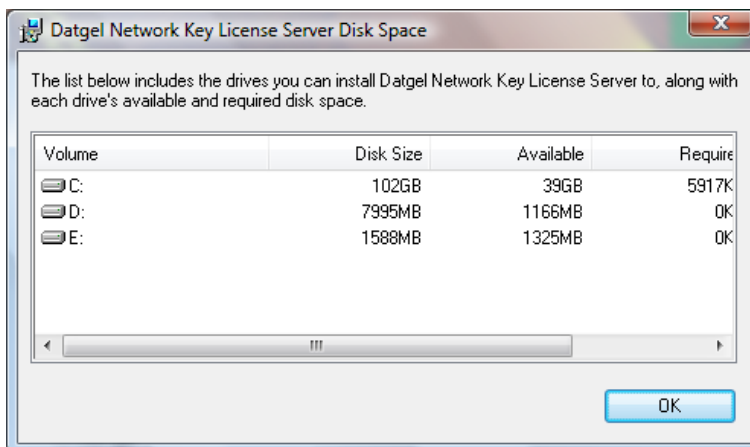 Datgel Network Key License Server Disk Space
The list below includes the drives you can install Datgel Network Key License Server to, along with
each drive's available and required disk space.
Volume Disk Size Available Require
C: 102GB 39GB 5917K
D: 7995MB 1166MB 0K
E: 1588MB 1325MB 0K
OK